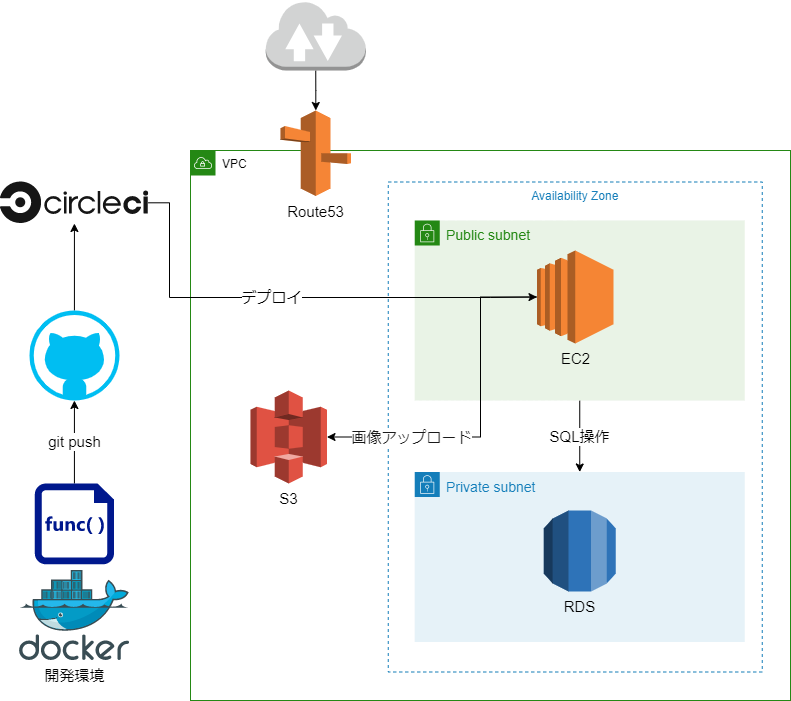 VPC
circleci
Route53
Availability Zone
Public subnet
デプロイ
EC2
画像アップロード
SQL操作
git push
S3
Private subnet
func( )
RDS
docker
開発環境